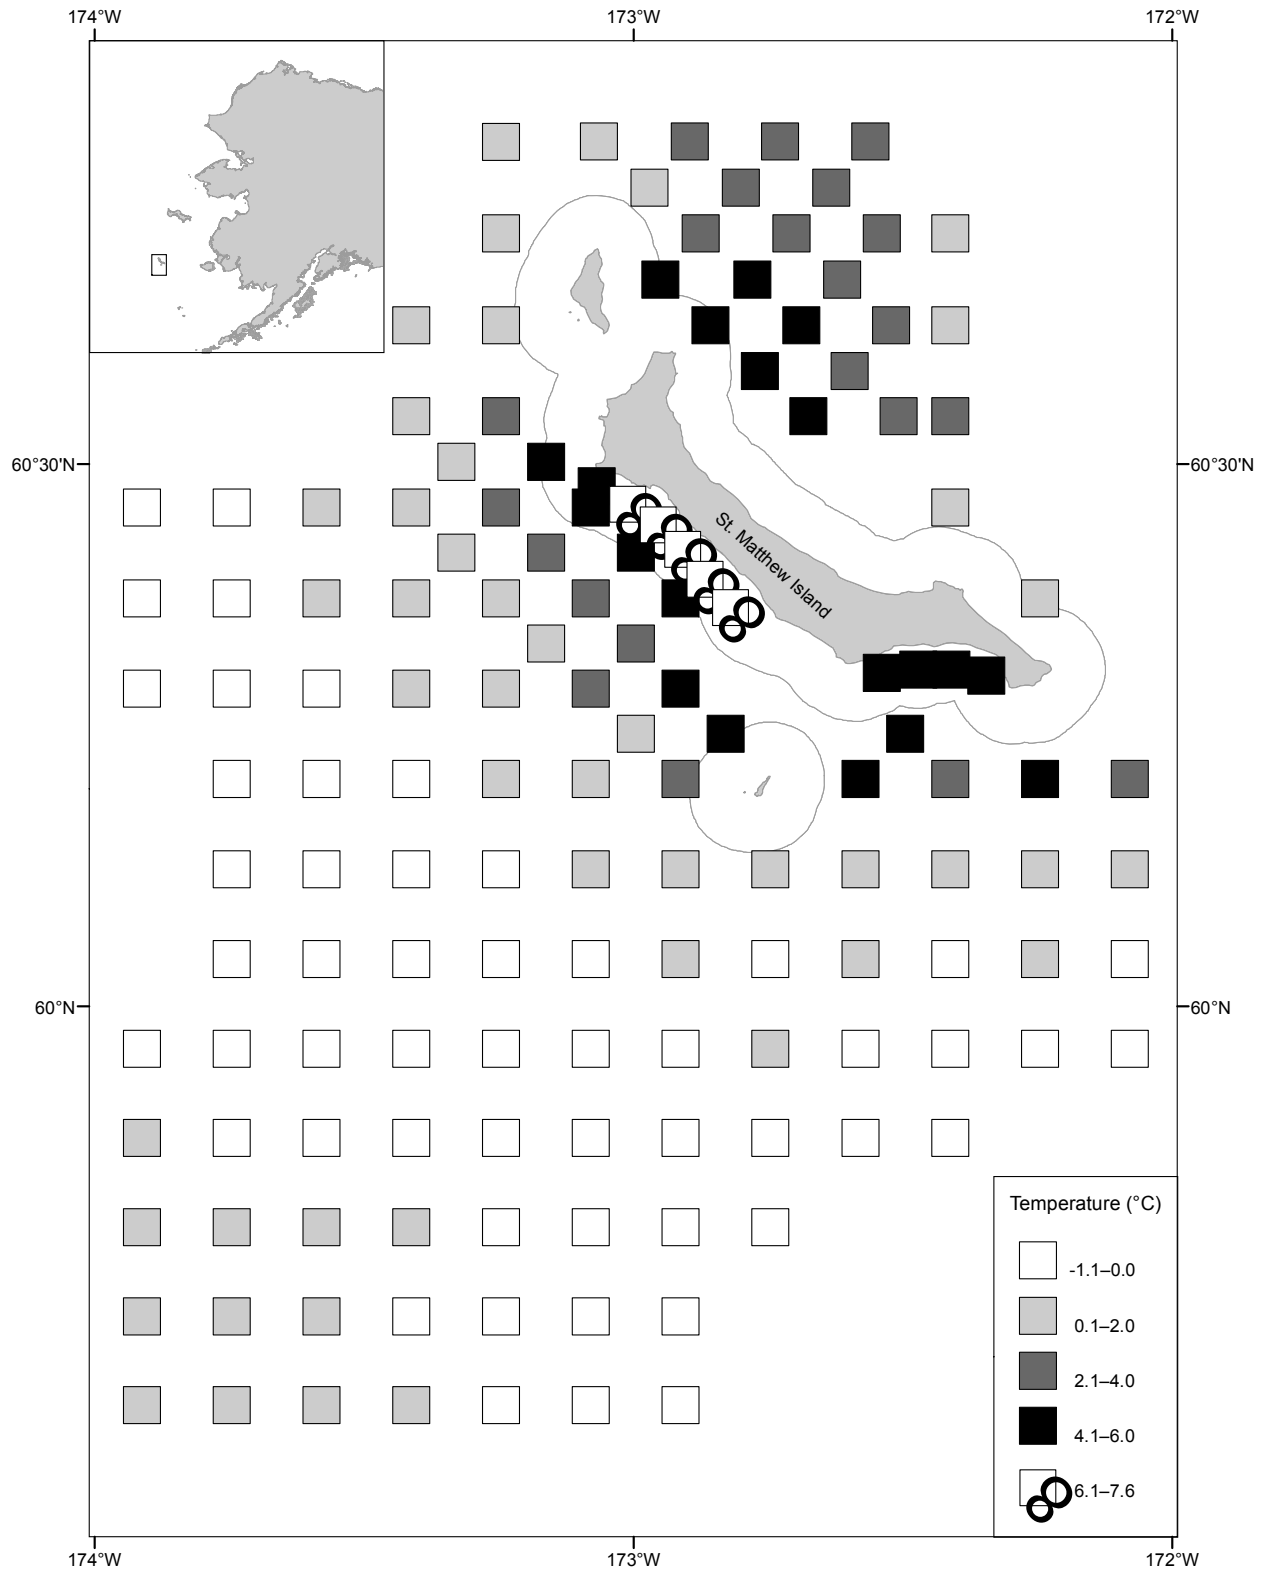 174°W 173°W 172°W
60°30'N 60°30'N
St. Matthew Island
60°N 60°N
Temperature (°C)
-1.1–0.0
0.1–2.0
2.1–4.0
4.1–6.0
6.1–7.6
174°W 173°W 172°W